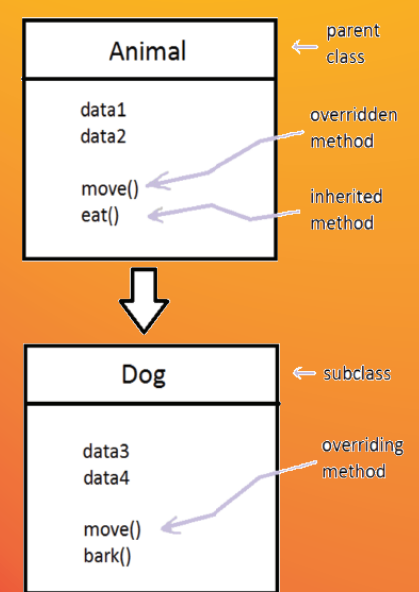 Animal
parent
class
data1
data2
overridden
method
move()
eat()
inherited
method
Dog
subclass
data3
data4
overriding
method
move()
bark()